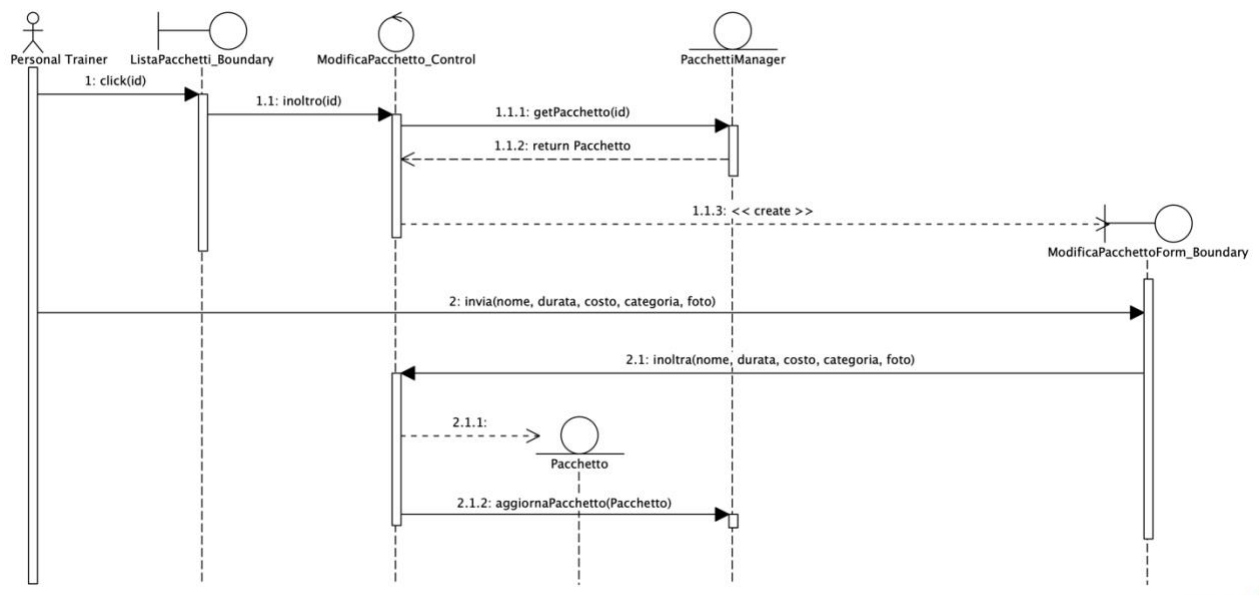 Personal Trainer
ListaPacchetti_Boundary
ModificaPacchetto_Control
PacchettiManager
1: click(id)
1.1: inoltro(id)
1.1.1: getPacchetto(id)
1.1.2: return Pacchetto
1.1.3: << create >>
ModificaPacchettoForm_Boundary
2: invia(nome, durata, costo, categoria, foto)
2.1: inoltra(nome, durata, costo, categoria, foto)
2.1.1:
Pacchetto
2.1.2: aggiornaPacchetto(Pacchetto)